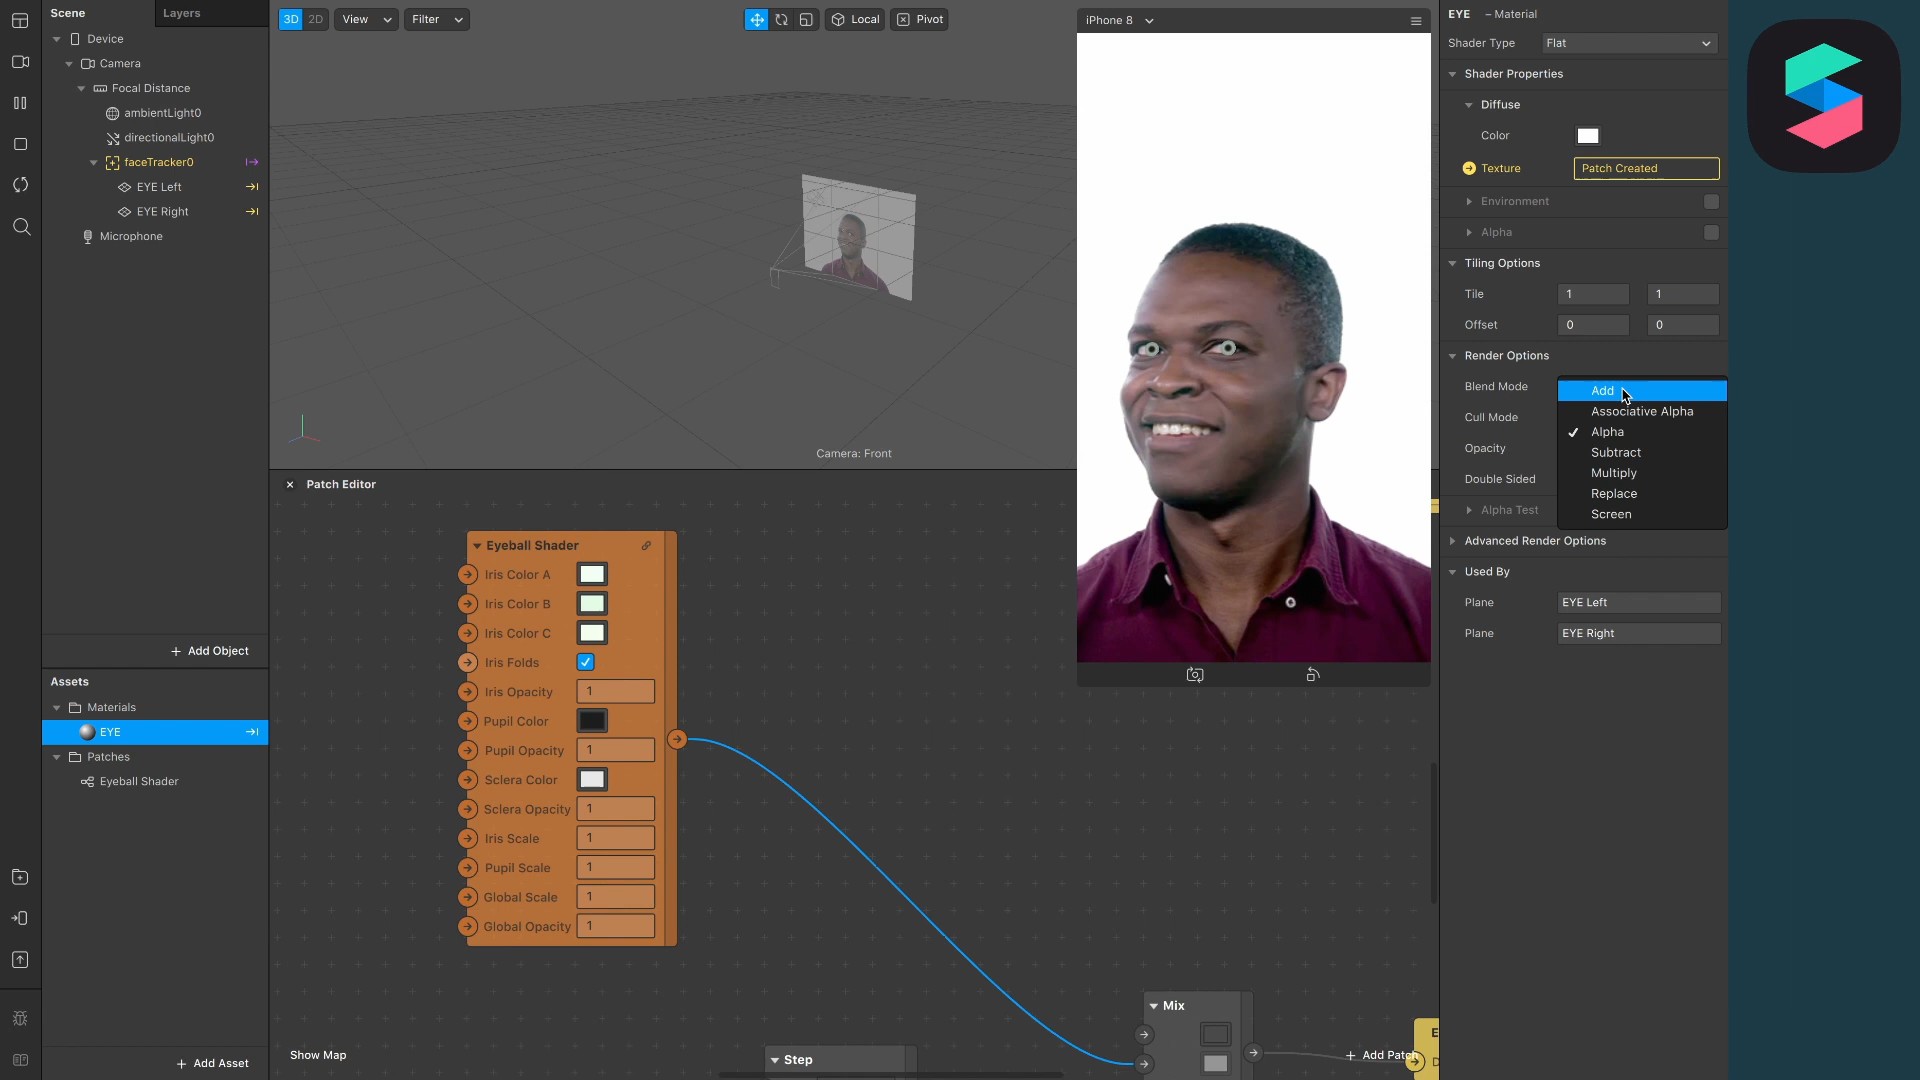 Scene
Layers
Device
Camera
Focal Distance
ambientLight0
directionalLight0
faceTracker0
EYE Left
EYE Right
Microphone
+ Add Object
Assets
Materials
EYE
Patches
Eyeball Shader
+ Add Asset
3D 2D View Filter
Local
Pivot
Camera: Front
iPhone 8
Patch Editor
Eyeball Shader
Iris Color A
Iris Color B
Iris Color C
Iris Folds
Iris Opacity 1
Pupil Color
Pupil Opacity 1
Sclera Color
Sclera Opacity 1
Iris Scale 1
Pupil Scale 1
Global Scale 1
Global Opacity 1
Show Map
Step
Mix
+ Add Patch
EYE – Material
Shader Type Flat
Shader Properties
Diffuse
Color
Texture Patch Created
Environment
Alpha
Tiling Options
Tile 1 1
Offset 0 0
Render Options
Blend Mode
Cull Mode
Opacity
Double Sided
Alpha Test
Add
Associative Alpha
Alpha
Subtract
Multiply
Replace
Screen
Advanced Render Options
Used By
Plane EYE Left
Plane EYE Right